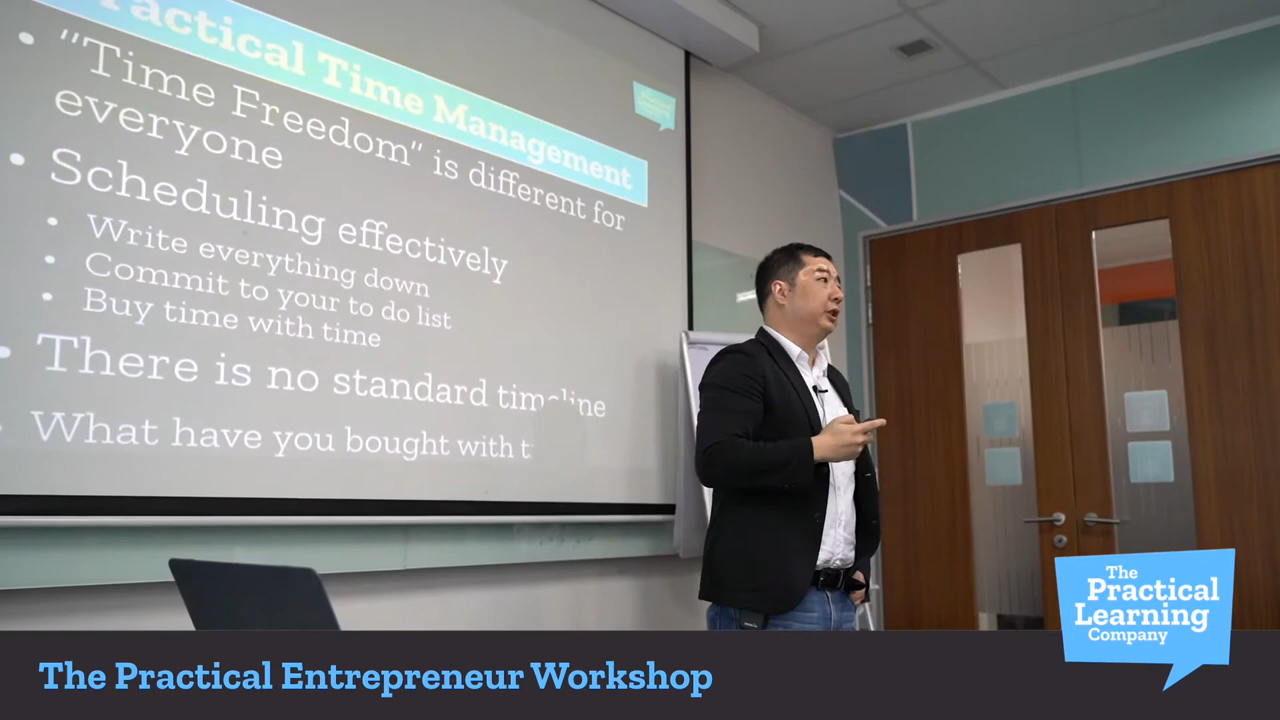 Practical Time Management
• "Time Freedom" is different for
everyone
• Scheduling effectively
• Write everything down
• Commit to your to do list
• Buy time with time
• There is no standard timeline
• What have you bought with t
The
Practical
Learning
Company
The Practical Entrepreneur Workshop